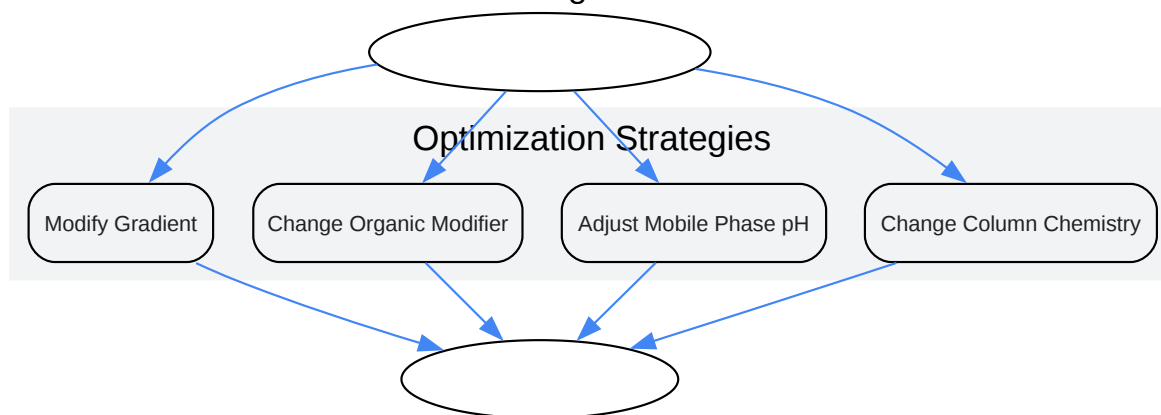 Optimization Strategies
Modify Gradient
Change Organic Modifier
Adjust Mobile Phase pH
Change Column Chemistry